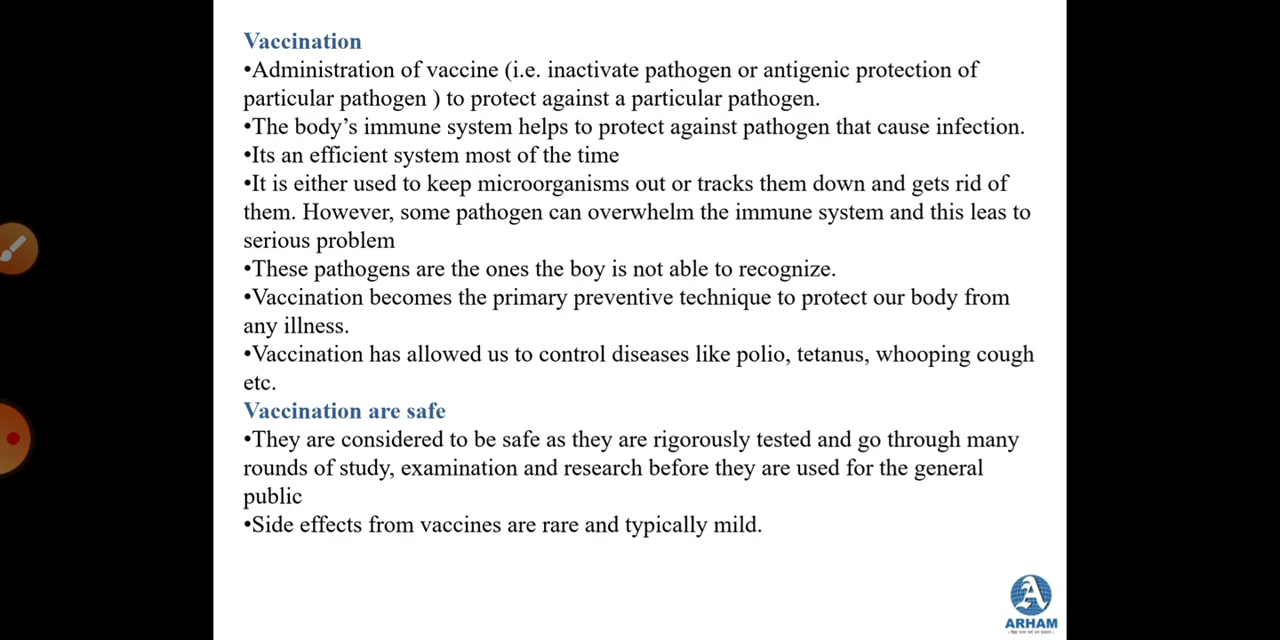 Vaccination
•Administration of vaccine (i.e. inactivate pathogen or antigenic protection of
particular pathogen ) to protect against a particular pathogen.
•The body’s immune system helps to protect against pathogen that cause infection.
•Its an efficient system most of the time
•It is either used to keep microorganisms out or tracks them down and gets rid of
them. However, some pathogen can overwhelm the immune system and this leas to
serious problem
•These pathogens are the ones the boy is not able to recognize.
•Vaccination becomes the primary preventive technique to protect our body from
any illness.
•Vaccination has allowed us to control diseases like polio, tetanus, whooping cough
etc.
Vaccination are safe
•They are considered to be safe as they are rigorously tested and go through many
rounds of study, examination and research before they are used for the general
public
•Side effects from vaccines are rare and typically mild.
A
ARHAM